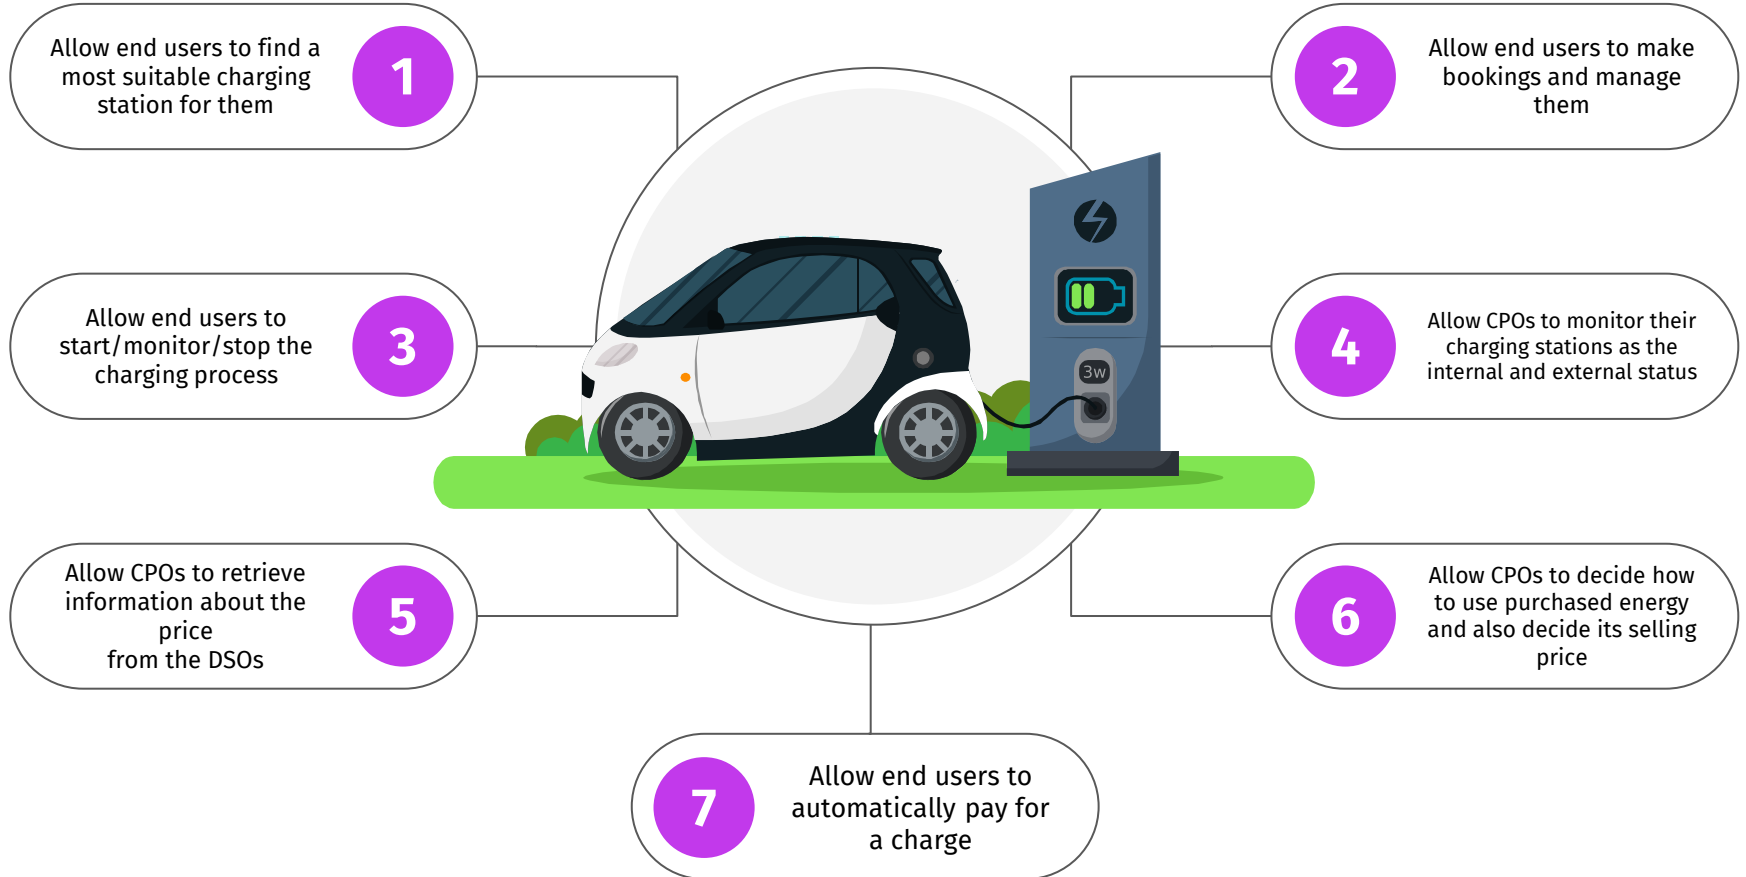 Allow end users to find a
most suitable charging
station for them
1
2
Allow end users to make
bookings and manage
them
Allow end users to
start/monitor/stop the
charging process
3
3w
4
Allow CPOs to monitor their
charging stations as the
internal and external status
Allow CPOs to retrieve
information about the
price
from the DSOs
5
6
Allow CPOs to decide how
to use purchased energy
and also decide its selling
price
7
Allow end users to
automatically pay for
a charge